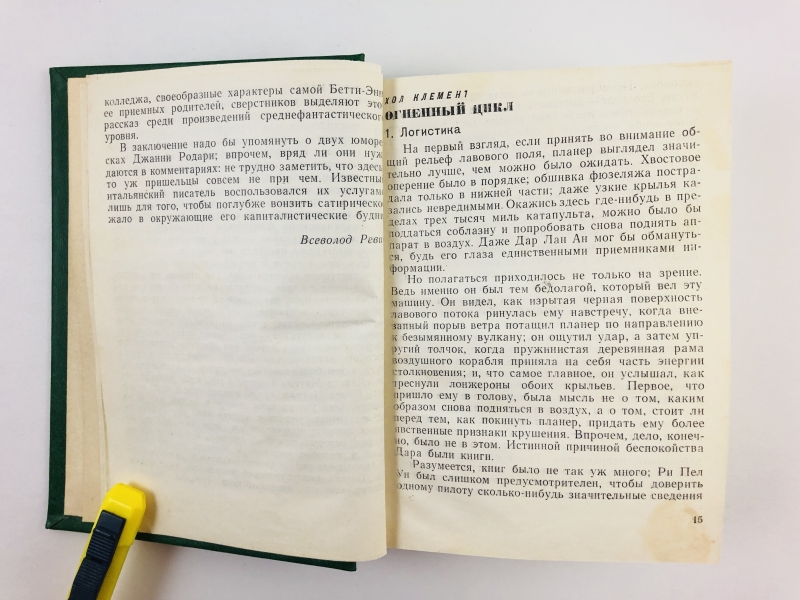 колледжа, своеобразные характеры самой Бетти-Энн
ее приемных родителей, сверстников выделяют это
рассказ среди произведений среднефантастического
уровня.
В заключение надо бы упомянуть о двух юморе
сках Джанни Родари; впрочем, вряд ли они нуж
даются в комментариях: не трудно заметить, что здесь
то уж пришельцы совсем не при чем. Известны
итальянский писатель воспользовался их услугам
лишь для того, чтобы поглубже вонзить сатирическо
жало в окружающие его капиталистические будни
Всеволод Реви
ХОЛ КЛЕМЕНТ
ОГНЕННЫЙ ЦИКЛ
1. Логистика
На первый взгляд, если принять во внимание об-
щий рельеф лавового поля, планер выглядел значи-
тельно лучше, чем можно было ожидать. Хвостовое
оперение было в порядке; обшивка фюзеляжа постра-
дала только в нижней части; даже узкие крылья ка-
зались невредимыми. Окажись здесь где-нибудь в пре-
делах трех тысяч миль катапульта, можно было бы
поддаться соблазну и попробовать снова поднять ап-
парат в воздух. Даже Дар Лан Ан мог бы обмануть-
ся, будь его глаза единственными приемниками ин-
формации.
Но полагаться приходилось не только на зрение.
Ведь именно он был тем бедолагой, который вел эту
машину. Он видел, как изрытая черная поверхность
лавового потока ринулась ему навстречу, когда вне-
запный порыв ветра потащил планер по направлению
к безымянному вулкану; он ощутил удар, а затем уп-
ругий толчок, когда пружинистая деревянная рама
воздушного корабля приняла на себя часть энергии
столкновения; и, что самое главное, он услышал, как
треснули лонжероны обоих крыльев. Первое, что
пришло ему в голову, была мысль не о том, каким
образом снова подняться в воздух, а о том, стоит ли
перед тем, как покинуть планер, придать ему более
явственные признаки крушения. Впрочем, дело, конеч-
но, было не в этом. Истинной причиной беспокойства
Дара были книги.
Разумеется, книг было не так уж много; Ри Пел
Ун был слишком предусмотрителен, чтобы доверить
одному пилоту сколько-нибудь значительные сведения
15